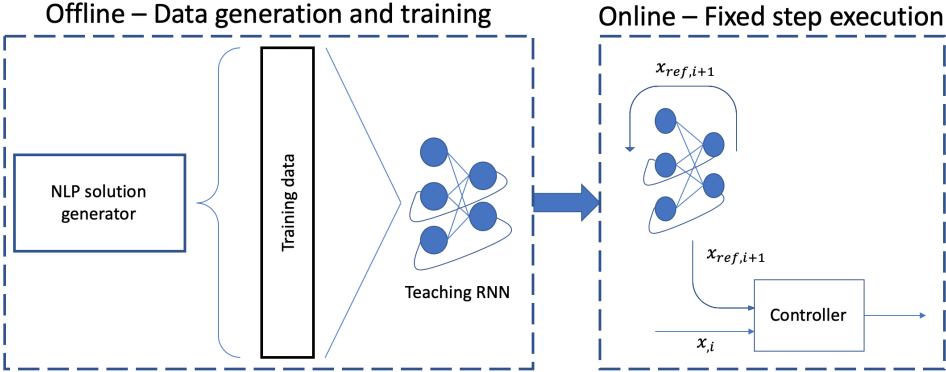 Offline – Data generation and training
NLP solution
generator
Training data
Teaching RNN
Online – Fixed step execution
x_{ref,i+1}
x_{ref,i+1}
Controller
x_{,i}